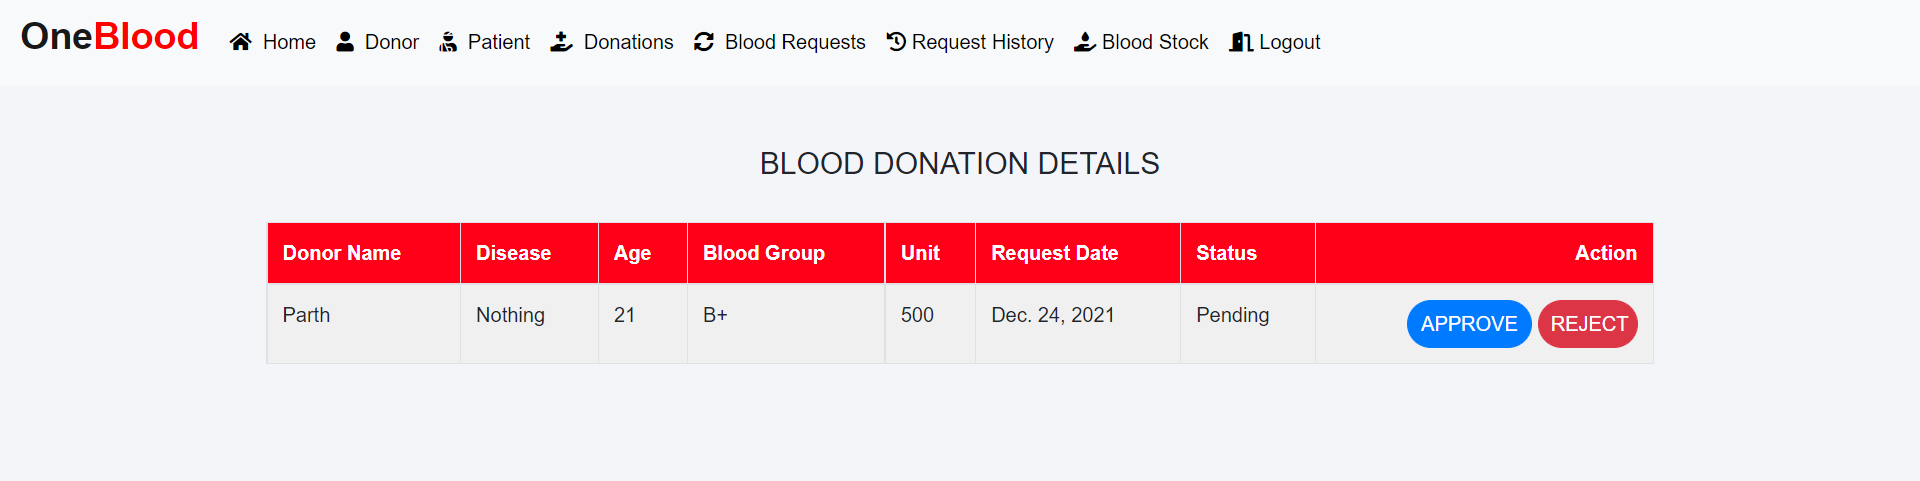 OneBlood Home Donor Patient Donations Blood Requests Request History Blood Stock Logout
BLOOD DONATION DETAILS
Donor Name Disease Age Blood Group Unit Request Date Status Action
Parth Nothing 21 B+ 500 Dec. 24, 2021 Pending APPROVE REJECT